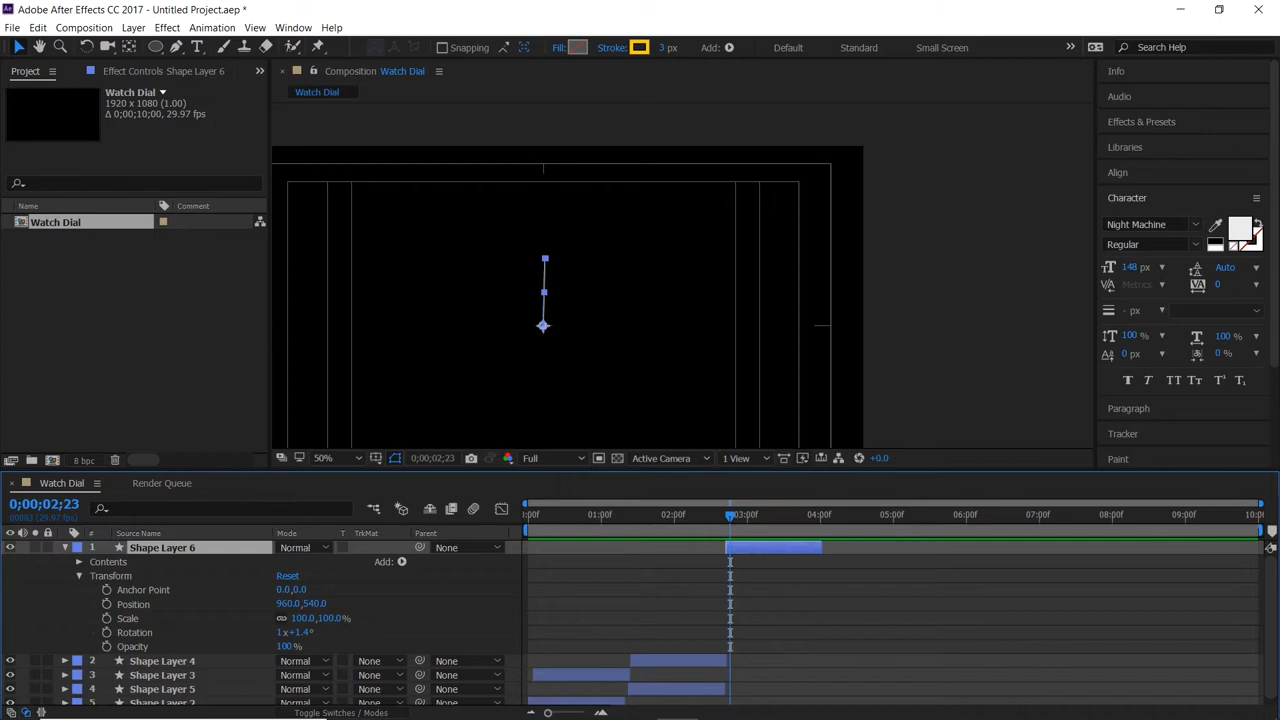 Adobe After Effects CC 2017 - Untitled Project.aep *
File Edit Composition Layer Effect Animation View Window Help
Snapping Fill: Stroke: 3 px Add: Default Standard Small Screen Search Help
Project Effect Controls Shape Layer 6 Composition Watch Dial Info
Watch Dial Watch Dial Audio
1920 x 1080 (1.00)
Δ 0;00;10;00, 29.97 fps
Effects & Presets
Libraries
Align
Name Comment Character
Watch Dial Night Machine
Regular
148 px Auto
Metrics 0
- px
100 % 100 %
0 px 0 %
T T TT Tt T¹ T₁
Paragraph
Tracker
8 bpc 50% 0;00;02;23 Full Active Camera 1 View +0.0 Paint
Watch Dial Render Queue
0;00;02;23
00083 (29.97 fps)
:00f 01:00f 02:00f 03:00f 04:00f 05:00f 06:00f 07:00f 08:00f 09:00f 10:0
# Source Name Mode T TrkMat Parent
1 Shape Layer 6 Normal None
Contents Add:
Transform Reset
Anchor Point 0.0,0.0
Position 960.0,540.0
Scale 100.0,100.0%
Rotation 1x+1.4°
Opacity 100%
2 Shape Layer 4 Normal None None
3 Shape Layer 3 Normal None None
4 Shape Layer 5 Normal None None
5 Shape Layer 2 Normal None None
Toggle Switches / Modes